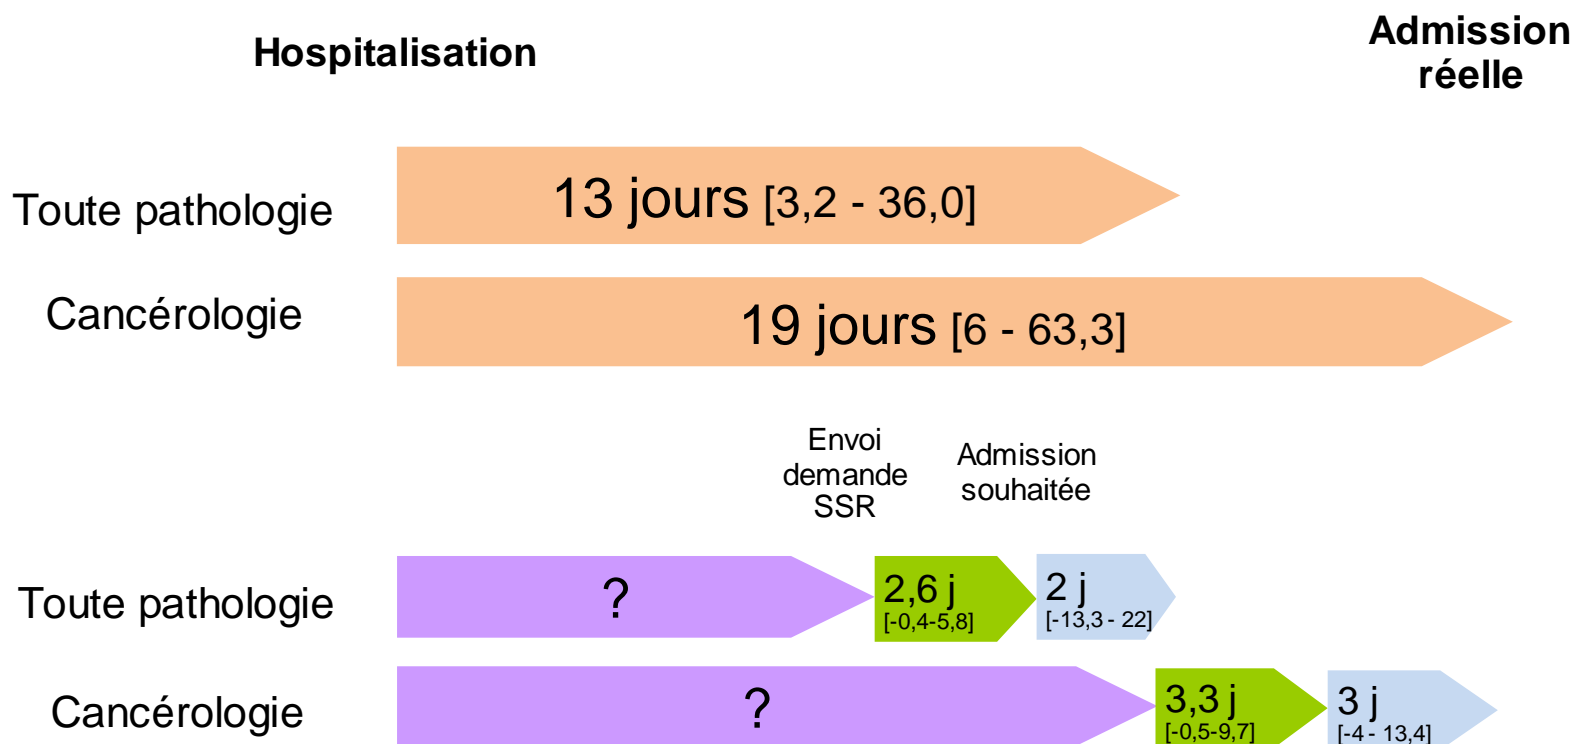 Hospitalisation
Admission
réelle
Toute pathologie
13 jours [3,2 - 36,0]
Cancérologie
19 jours [6 - 63,3]
Envoi
demande
SSR
Admission
souhaitée
Toute pathologie
?
2,6 j
[-0,4-5,8]
2 j
[-13,3 - 22]
Cancérologie
?
3,3 j
[-0,5-9,7]
3 j
[-4 - 13,4]